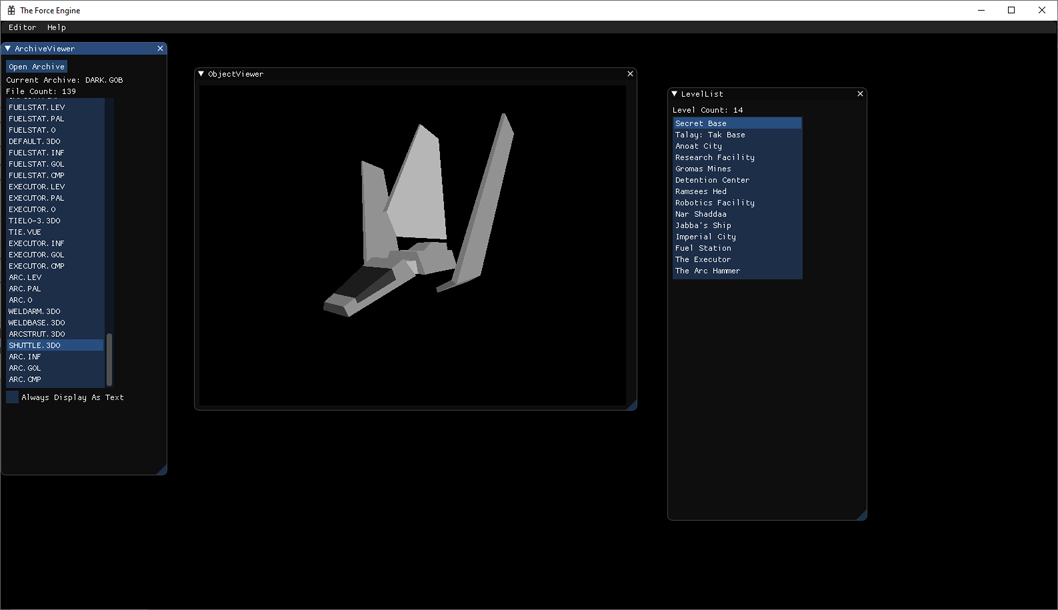 The Force Engine
Editor Help
ArchiveViewer
Open Archive
Current Archive: DARK.GOB
File Count: 139
FUELSTAT.LEV
FUELSTAT.PAL
FUELSTAT.O
DEFAULT.3DO
FUELSTAT.INF
FUELSTAT.GOL
FUELSTAT.CMP
EXECUTOR.LEV
EXECUTOR.PAL
EXECUTOR.O
TIELO-3.3DO
TIE.VUE
EXECUTOR.INF
EXECUTOR.GOL
EXECUTOR.CMP
ARC.LEV
ARC.PAL
ARC.O
WELDARM.3DO
WELDBASE.3DO
ARCSTRUT.3DO
SHUTTLE.3DO
ARC.INF
ARC.GOL
ARC.CMP
Always Display As Text
ObjectViewer
LevelList
Level Count: 14
Secret Base
Talay: Tak Base
Anoat City
Research Facility
Gromas Mines
Detention Center
Ramsees Hed
Robotics Facility
Nar Shaddaa
Jabba's Ship
Imperial City
Fuel Station
The Executor
The Arc Hammer